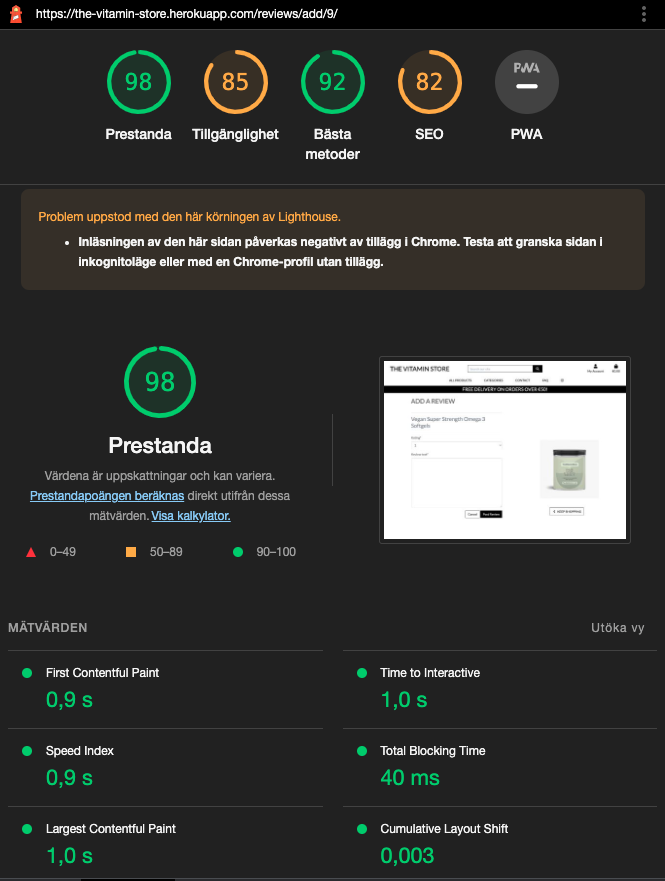 https://the-vitamin-store.herokuapp.com/reviews/add/9/
98
85
92
82
PWA
Prestanda
Tillgänglighet
Bästa
metoder
SEO
PWA
Problem uppstod med den här körningen av Lighthouse.
Inläsningen av den här sidan påverkas negativt av tillägg i Chrome. Testa att granska sidan i
inkognitoläge eller med en Chrome-profil utan tillägg.
98
Prestanda
Värdena är uppskattningar och kan variera.
Prestandapoängen beräknas direkt utifrån dessa
mätvärden. Visa kalkylator.
0–49
50–89
90–100
THE VITAMIN STORE
My Account
ALL PRODUCTS
CATEGORIES
CONTACT
FAQ
FREE DELIVERY ON ORDERS OVER €50!
ADD A REVIEW
Vegan Super Strength Omega 3
Softgels
Rating*
Cancel
Post Review
KEEP SHOPPING
MÄTVÄRDEN
Utöka vy
First Contentful Paint
0,9 s
Time to Interactive
1,0 s
Speed Index
0,9 s
Total Blocking Time
40 ms
Largest Contentful Paint
1,0 s
Cumulative Layout Shift
0,003